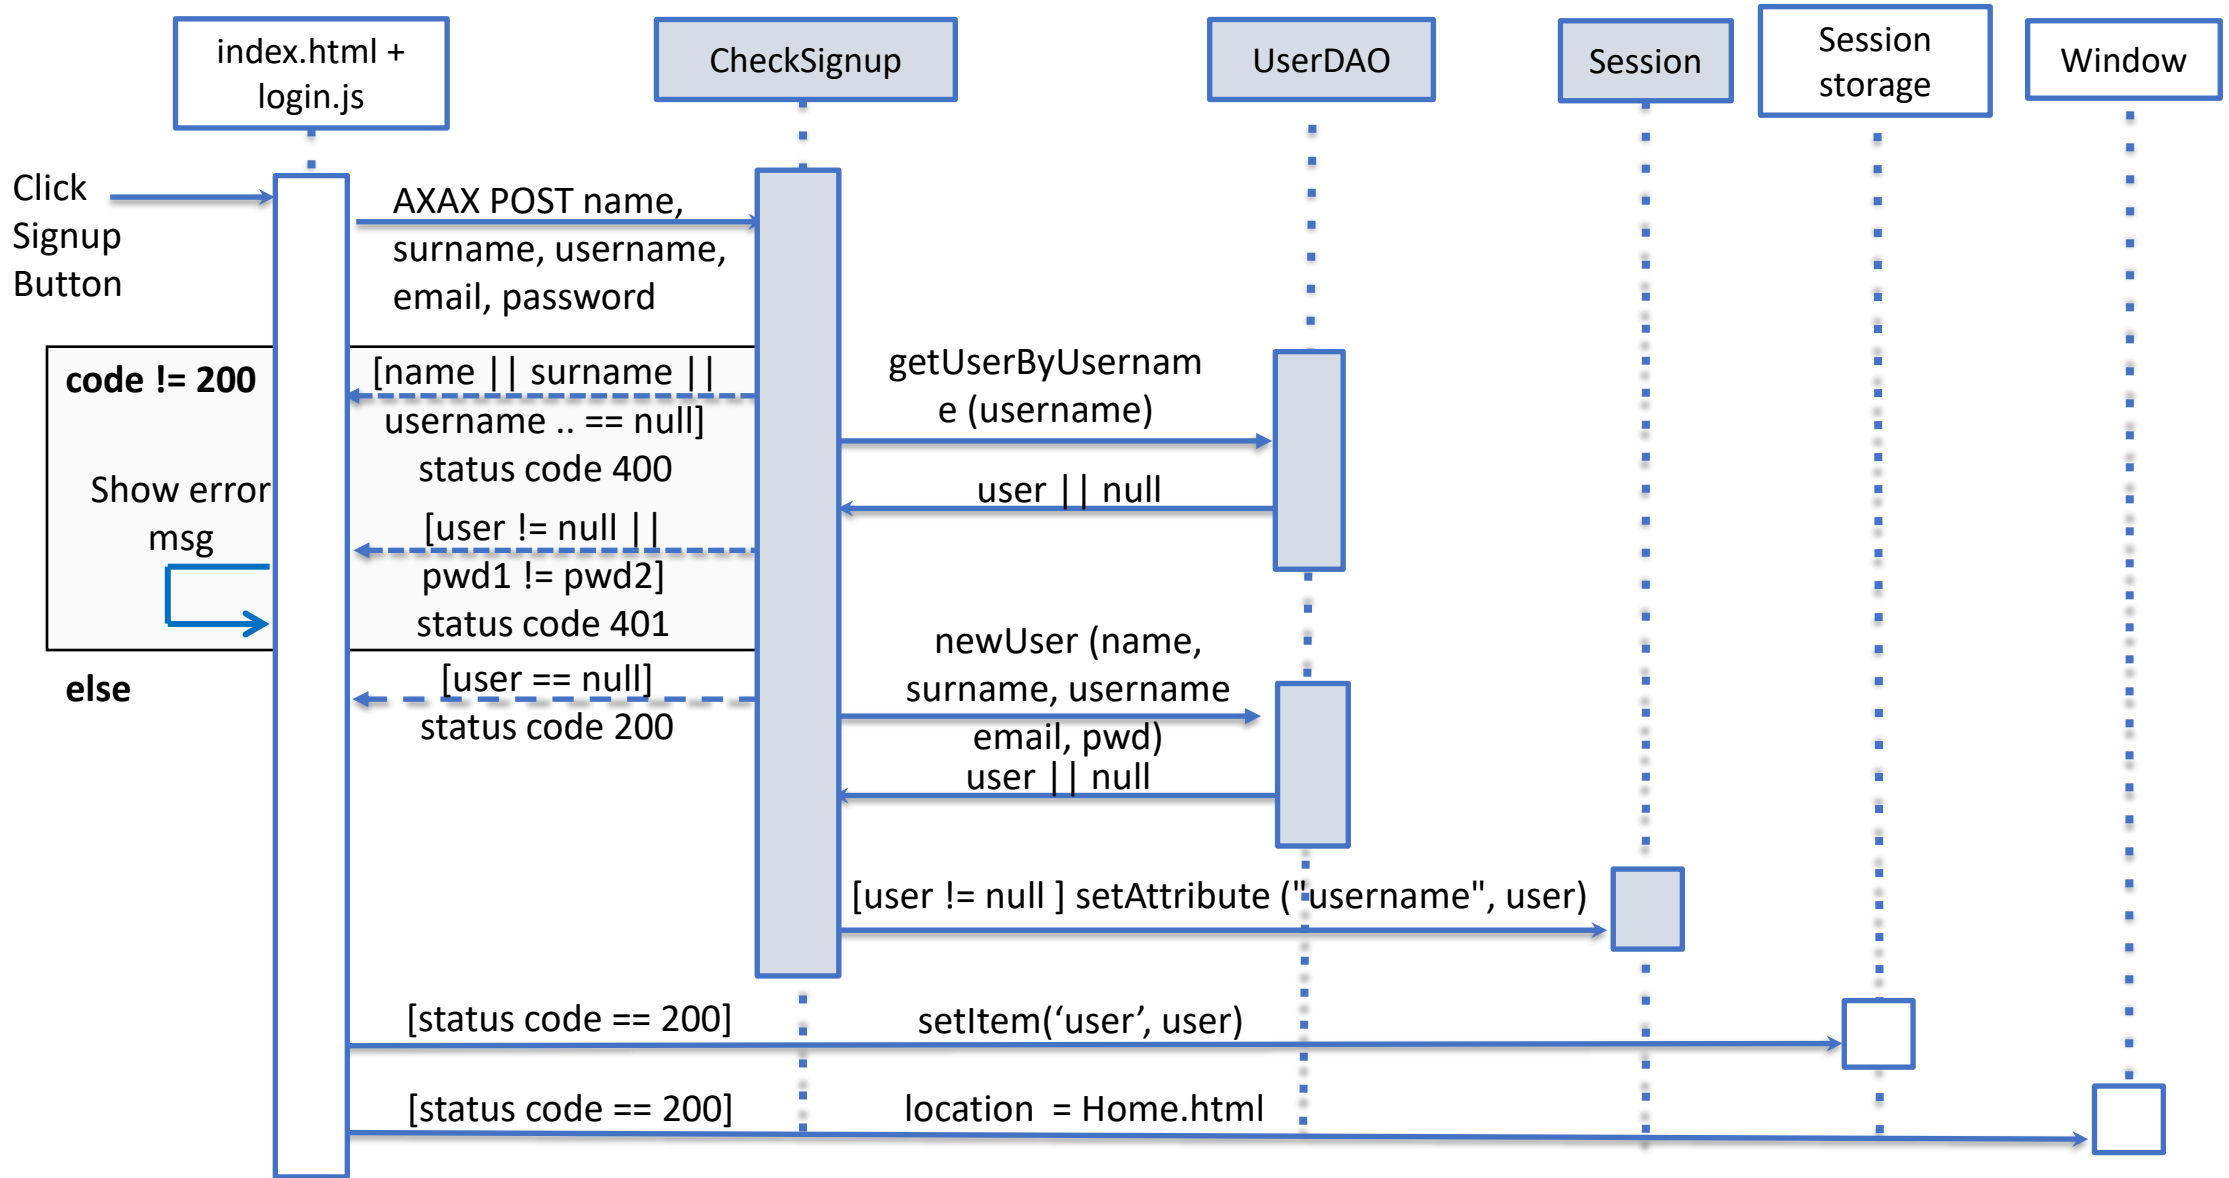 index.html +
login.js
CheckSignup
UserDAO
Session
Session
storage
Window
Click
Signup
Button
AXAX POST name,
surname, username,
email, password
code != 200
[name || surname ||
username .. == null]
status code 400
getUserByUsernam
e (username)
user || null
Show error
msg
[user != null ||
pwd1 != pwd2]
status code 401
else
[user == null]
status code 200
newUser (name,
surname, username
email, pwd)
user || null
[user != null ] setAttribute ("username", user)
[status code == 200]
setItem(‘user’, user)
[status code == 200]
location = Home.html